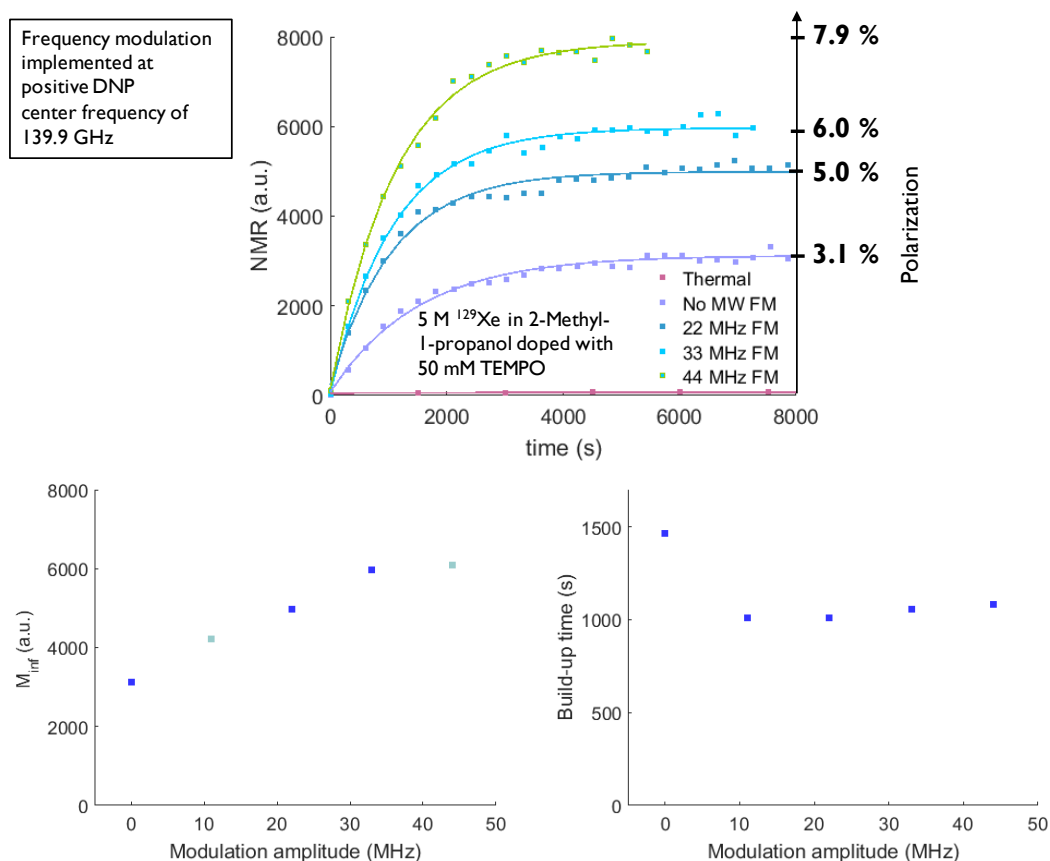 Frequency modulation
implemented at
positive DNP
center frequency of
139.9 GHz
NMR (a.u.)
8000
6000
4000
2000
0
0
2000
4000
6000
8000
time (s)
7.9 %
6.0 %
5.0 %
3.1 %
Polarization
Thermal
No MW FM
22 MHz FM
33 MHz FM
44 MHz FM
5 M ¹²⁹Xe in 2-Methyl-
1-propanol doped with
50 mM TEMPO
M_inf (a.u.)
8000
6000
4000
2000
0
0
10
20
30
40
50
Modulation amplitude (MHz)
Build-up time (s)
1500
1000
500
0
0
10
20
30
40
50
Modulation amplitude (MHz)